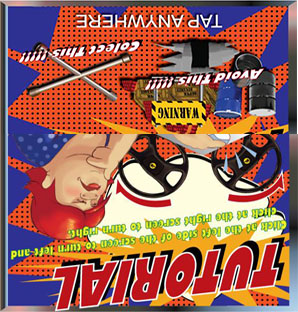 TUTORIAL
click at the left side of the screen to turn left and
click at the right screen to turn right
WARNING
Avoid This !!!!
Colect This !!!!
TAP ANYWHERE